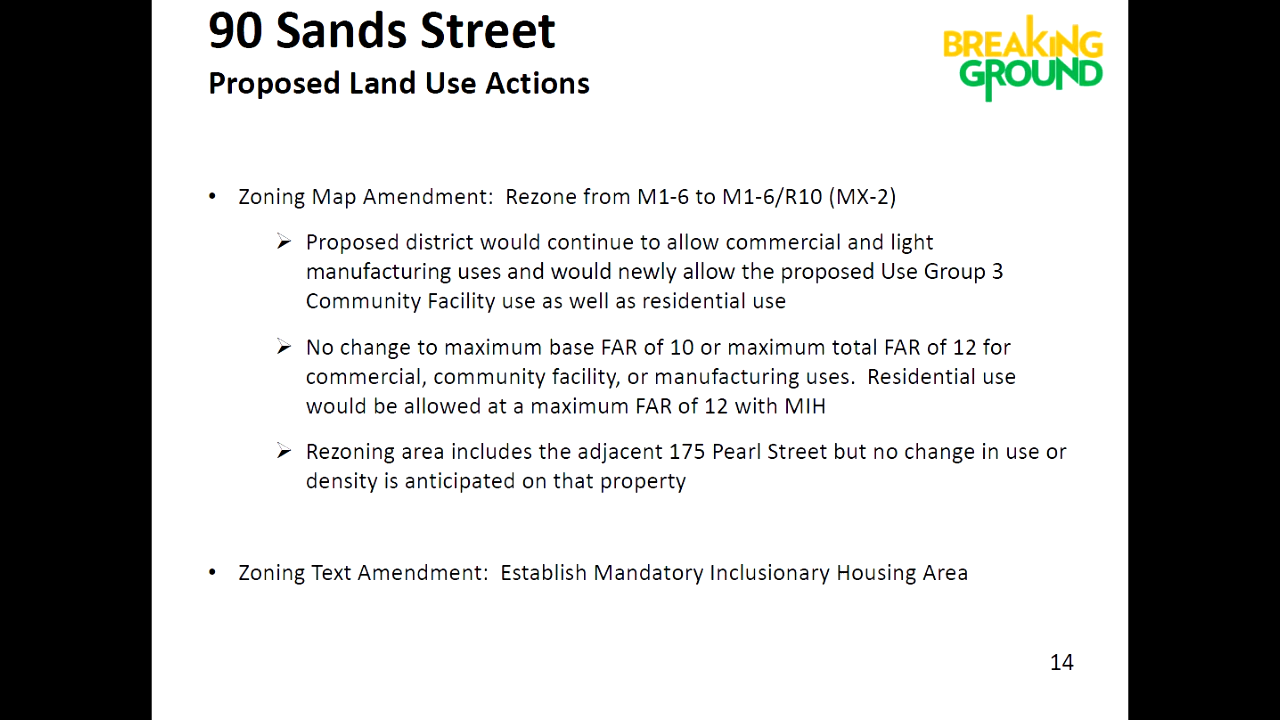 90 Sands Street
BREAKING
GROUND
Proposed Land Use Actions
• Zoning Map Amendment:  Rezone from M1-6 to M1-6/R10 (MX-2)
➢ Proposed district would continue to allow commercial and light
manufacturing uses and would newly allow the proposed Use Group 3
Community Facility use as well as residential use
➢ No change to maximum base FAR of 10 or maximum total FAR of 12 for
commercial, community facility, or manufacturing uses.  Residential use
would be allowed at a maximum FAR of 12 with MIH
➢ Rezoning area includes the adjacent 175 Pearl Street but no change in use or
density is anticipated on that property
• Zoning Text Amendment:  Establish Mandatory Inclusionary Housing Area
14